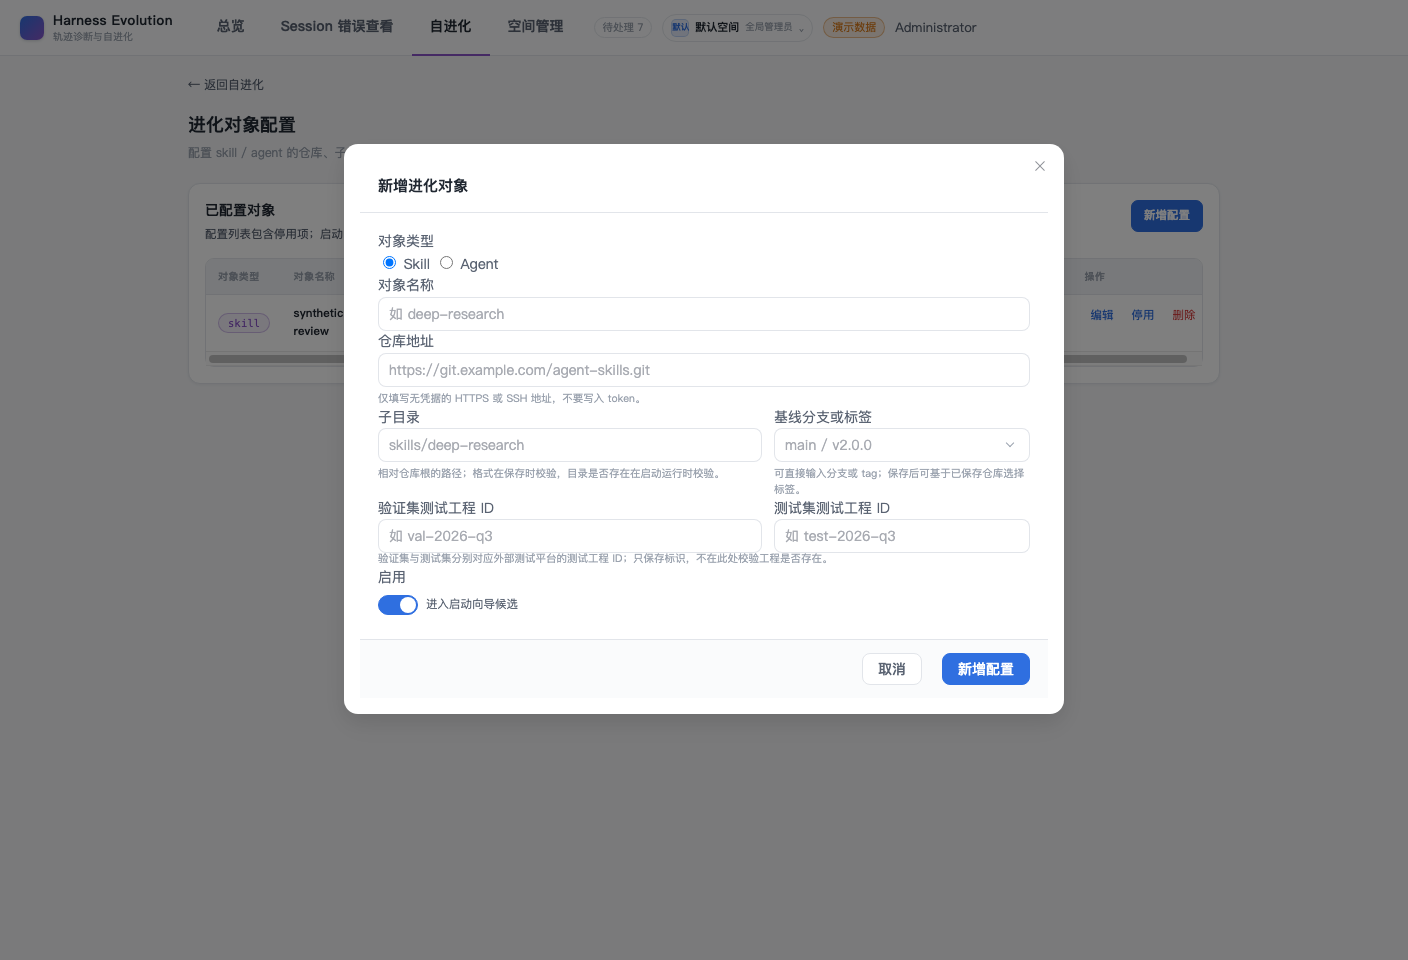 Harness Evolution
轨迹诊断与自进化
总览
Session 错误查看
自进化
空间管理
待处理 7
默认
默认空间
全局管理员
演示数据
Administrator
← 返回自进化
进化对象配置
配置 skill / agent 的仓库、子
已配置对象
配置列表包含停用项；启动
新增配置
对象类型
对象名称
操作
skill
synthetic
review
编辑
停用
删除
新增进化对象
对象类型
Skill
Agent
对象名称
如 deep-research
仓库地址
https://git.example.com/agent-skills.git
仅填写无凭据的 HTTPS 或 SSH 地址，不要写入 token。
子目录
skills/deep-research
相对仓库根的路径；格式在保存时校验，目录是否存在在启动运行时校验。
基线分支或标签
main / v2.0.0
可直接输入分支或 tag；保存后可基于已保存仓库选择
标签。
验证集测试工程 ID
如 val-2026-q3
测试集测试工程 ID
如 test-2026-q3
验证集与测试集分别对应外部测试平台的测试工程 ID；只保存标识，不在此处校验工程是否存在。
启用
进入启动向导候选
取消
新增配置